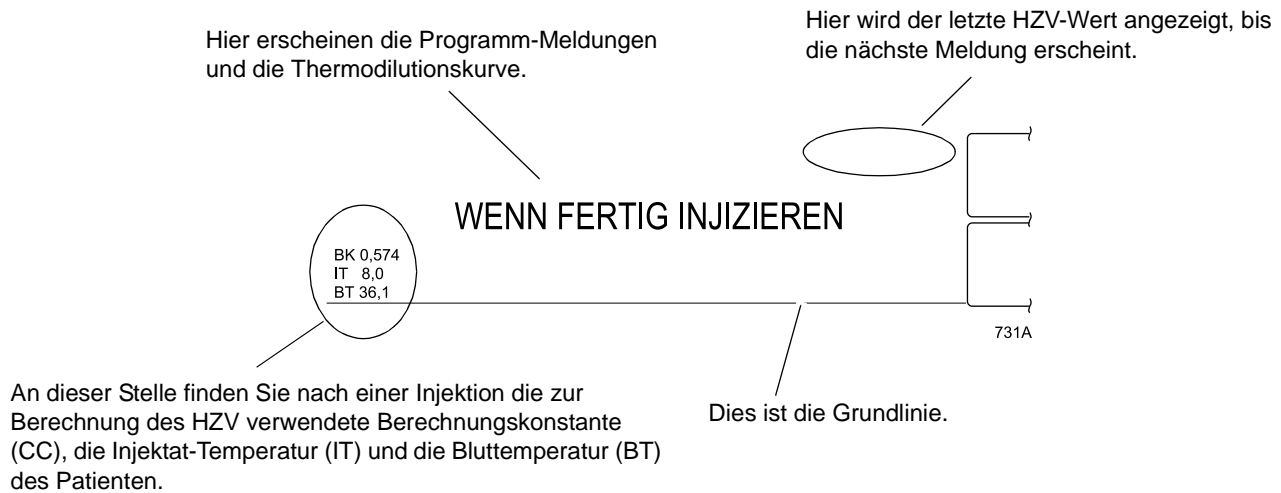 Hier erscheinen die Programm-Meldungen
und die Thermodilutionskurve.
Hier wird der letzte HZV-Wert angezeigt, bis
die nächste Meldung erscheint.
WENN FERTIG INJIZIEREN
BK 0,574
IT 8,0
BT 36,1
731A
An dieser Stelle finden Sie nach einer Injektion die zur
Berechnung des HZV verwendete Berechnungskonstante
(CC), die Injektat-Temperatur (IT) und die Bluttemperatur (BT)
des Patienten.
Dies ist die Grundlinie.